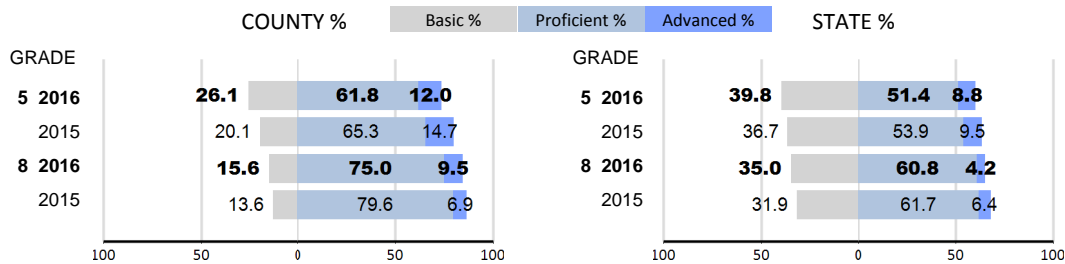 COUNTY % Basic % Proficient % Advanced % STATE %
GRADE GRADE
5 2016 26.1 61.8 12.0 5 2016 39.8 51.4 8.8
2015 20.1 65.3 14.7 2015 36.7 53.9 9.5
8 2016 15.6 75.0 9.5 8 2016 35.0 60.8 4.2
2015 13.6 79.6 6.9 2015 31.9 61.7 6.4
100 50 0 50 100 100 50 0 50 100